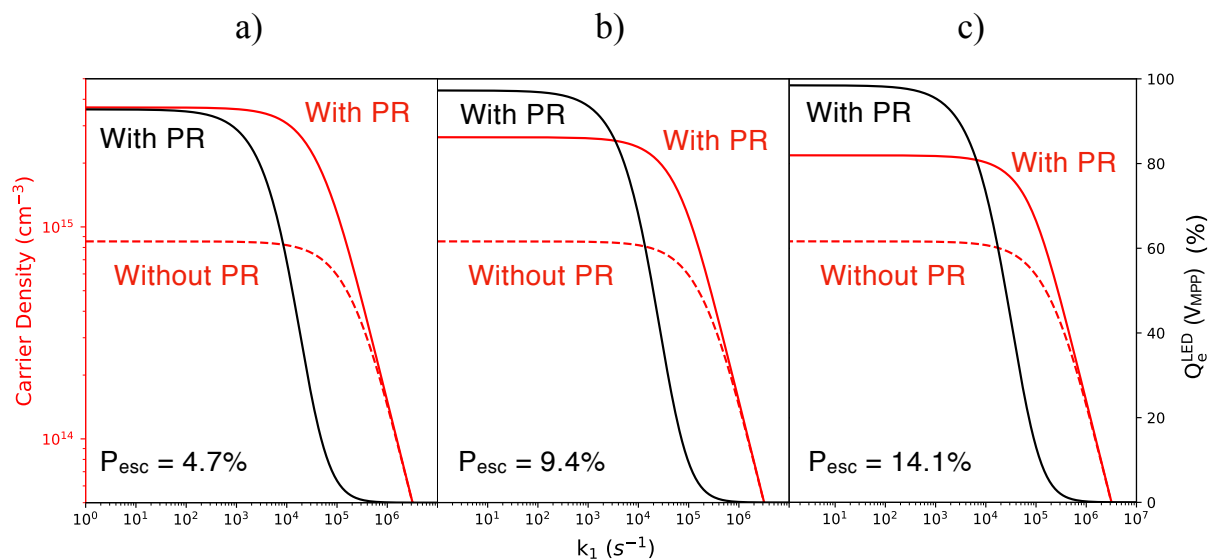 a) b) c)
With PR
With PR
Without PR
P_esc = 4.7%
With PR
With PR
Without PR
P_esc = 9.4%
With PR
With PR
Without PR
P_esc = 14.1%
Carrier Density (cm⁻³)
10¹⁵
10¹⁴
10⁰ 10¹ 10² 10³ 10⁴ 10⁵ 10⁶
10¹ 10² 10³ 10⁴ 10⁵ 10⁶
10¹ 10² 10³ 10⁴ 10⁵ 10⁶ 10⁷
k₁ (s⁻¹)
100
80
60
40
20
0
Q_e^LED (V_MPP) (%)